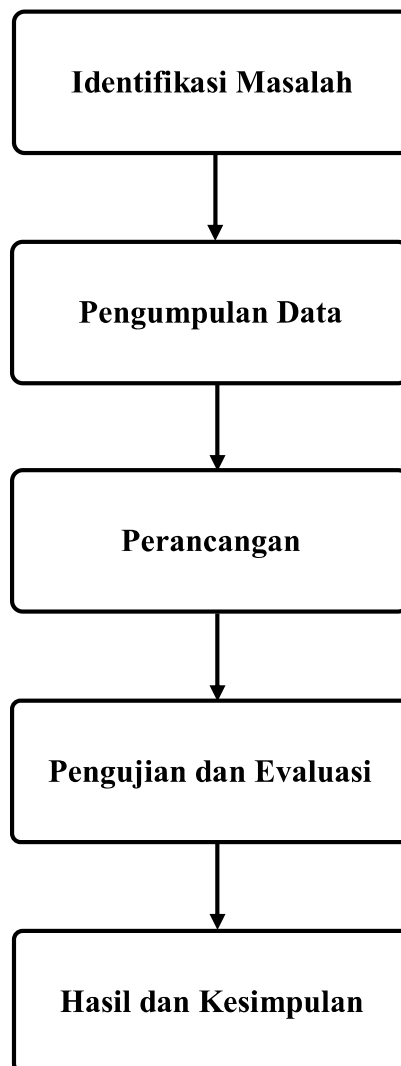 Identifikasi Masalah
Pengumpulan Data
Perancangan
Pengujian dan Evaluasi
Hasil dan Kesimpulan